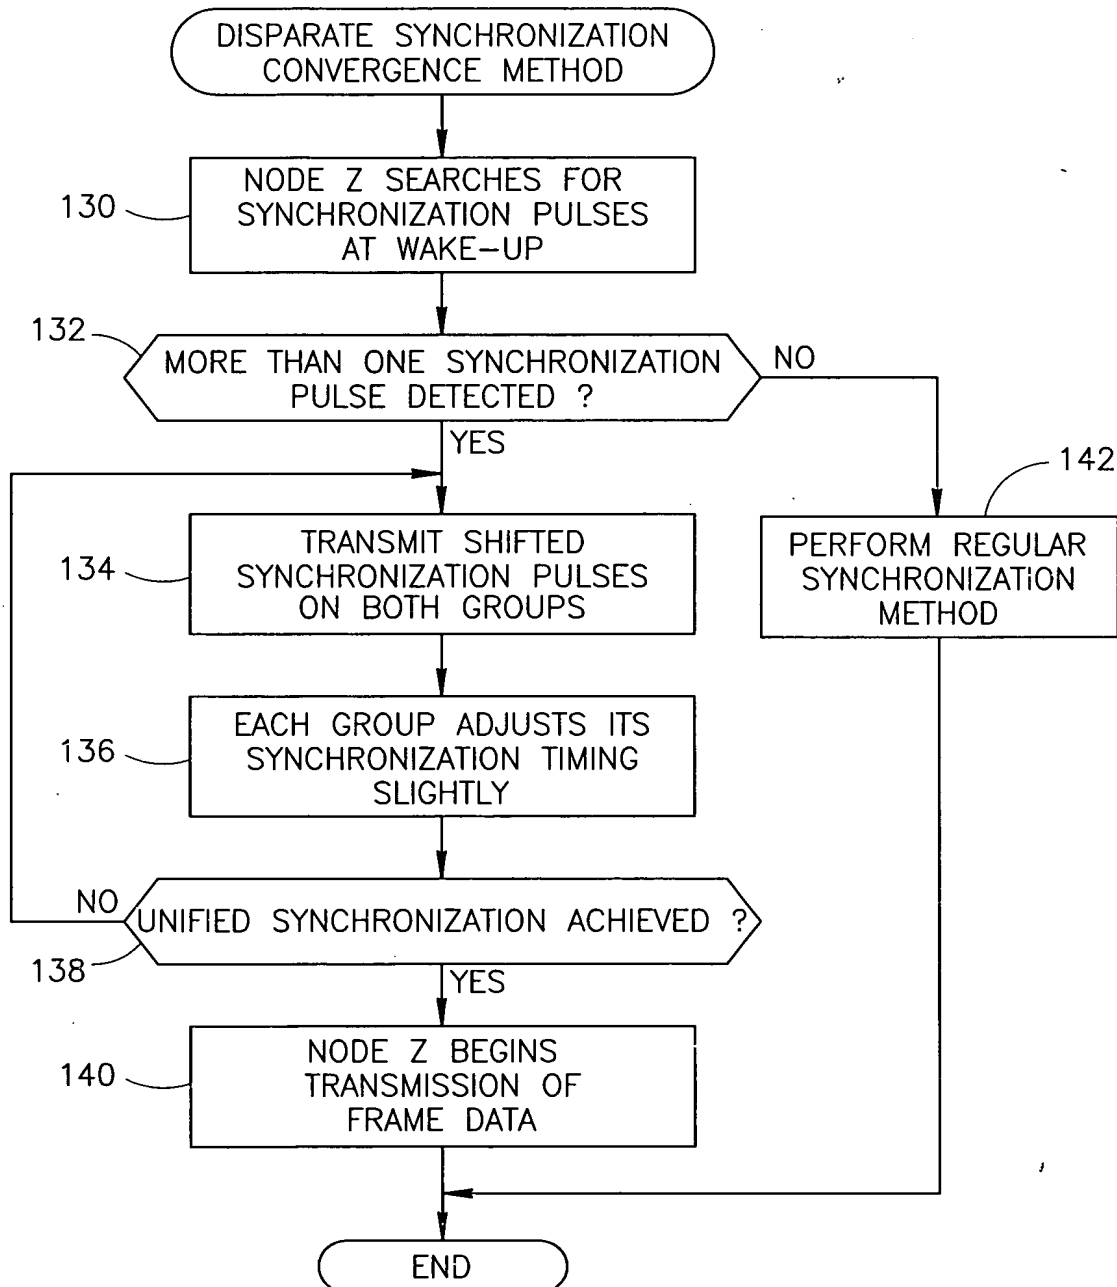 DISPARATE SYNCHRONIZATION
CONVERGENCE METHOD
130
NODE Z SEARCHES FOR
SYNCHRONIZATION PULSES
AT WAKE-UP
132
MORE THAN ONE SYNCHRONIZATION
PULSE DETECTED ?
NO
YES
142
134
TRANSMIT SHIFTED
SYNCHRONIZATION PULSES
ON BOTH GROUPS
PERFORM REGULAR
SYNCHRONIZATION
METHOD
136
EACH GROUP ADJUSTS ITS
SYNCHRONIZATION TIMING
SLIGHTLY
NO
UNIFIED SYNCHRONIZATION ACHIEVED ?
138
YES
140
NODE Z BEGINS
TRANSMISSION OF
FRAME DATA
END